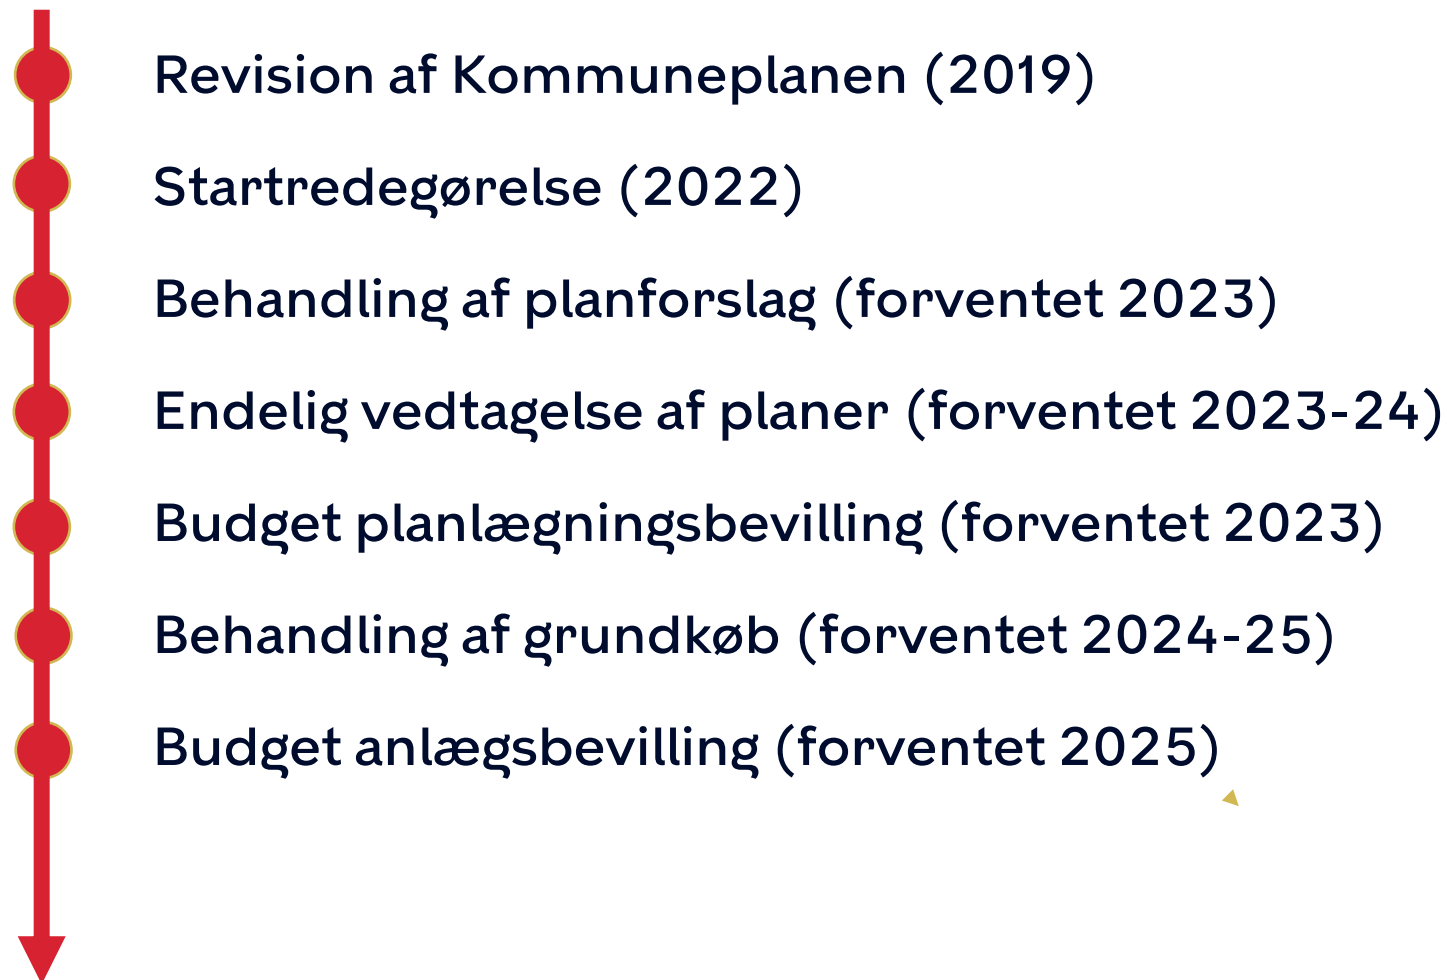 Revision af Kommuneplanen (2019)
Startredegørelse (2022)
Behandling af planforslag (forventet 2023)
Endelig vedtagelse af planer (forventet 2023-24)
Budget planlægningsbevilling (forventet 2023)
Behandling af grundkøb (forventet 2024-25)
Budget anlægsbevilling (forventet 2025)